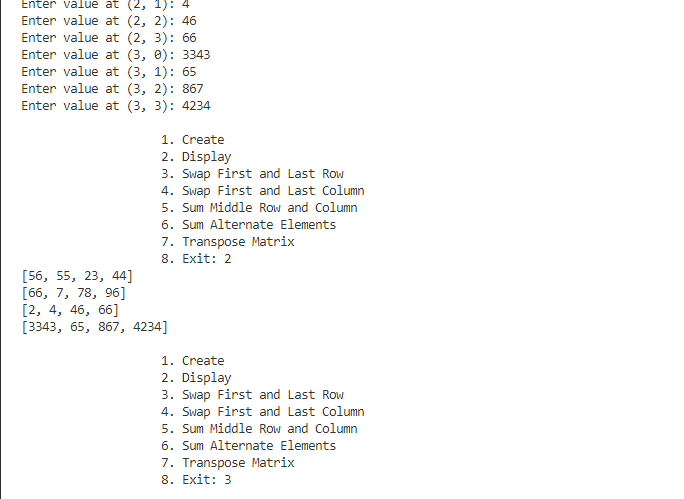 Enter value at (2, 1): 4
Enter value at (2, 2): 46
Enter value at (2, 3): 66
Enter value at (3, 0): 3343
Enter value at (3, 1): 65
Enter value at (3, 2): 867
Enter value at (3, 3): 4234
1. Create
2. Display
3. Swap First and Last Row
4. Swap First and Last Column
5. Sum Middle Row and Column
6. Sum Alternate Elements
7. Transpose Matrix
8. Exit: 2
[56, 55, 23, 44]
[66, 7, 78, 96]
[2, 4, 46, 66]
[3343, 65, 867, 4234]
1. Create
2. Display
3. Swap First and Last Row
4. Swap First and Last Column
5. Sum Middle Row and Column
6. Sum Alternate Elements
7. Transpose Matrix
8. Exit: 3